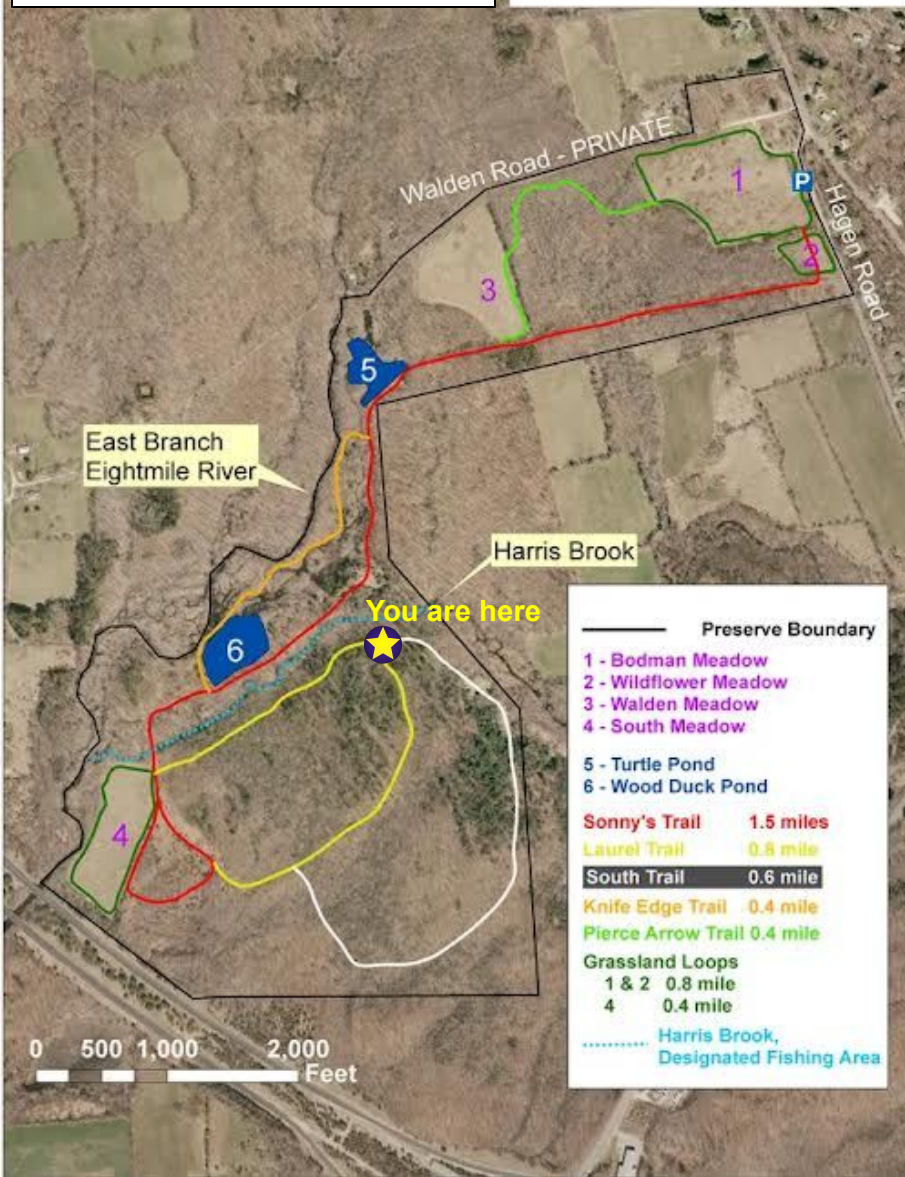 Walden Road - PRIVATE
1
P
Hagen Road
2
3
5
East Branch
Eightmile River
Harris Brook
You are here
6
4
Preserve Boundary
1 - Bodman Meadow
2 - Wildflower Meadow
3 - Walden Meadow
4 - South Meadow
5 - Turtle Pond
6 - Wood Duck Pond
Sonny's Trail 1.5 miles
Laurel Trail 0.8 mile
South Trail 0.6 mile
Knife Edge Trail 0.4 mile
Pierce Arrow Trail 0.4 mile
Grassland Loops
1 & 2 0.8 mile
4 0.4 mile
Harris Brook,
Designated Fishing Area
0 500 1,000 2,000
Feet